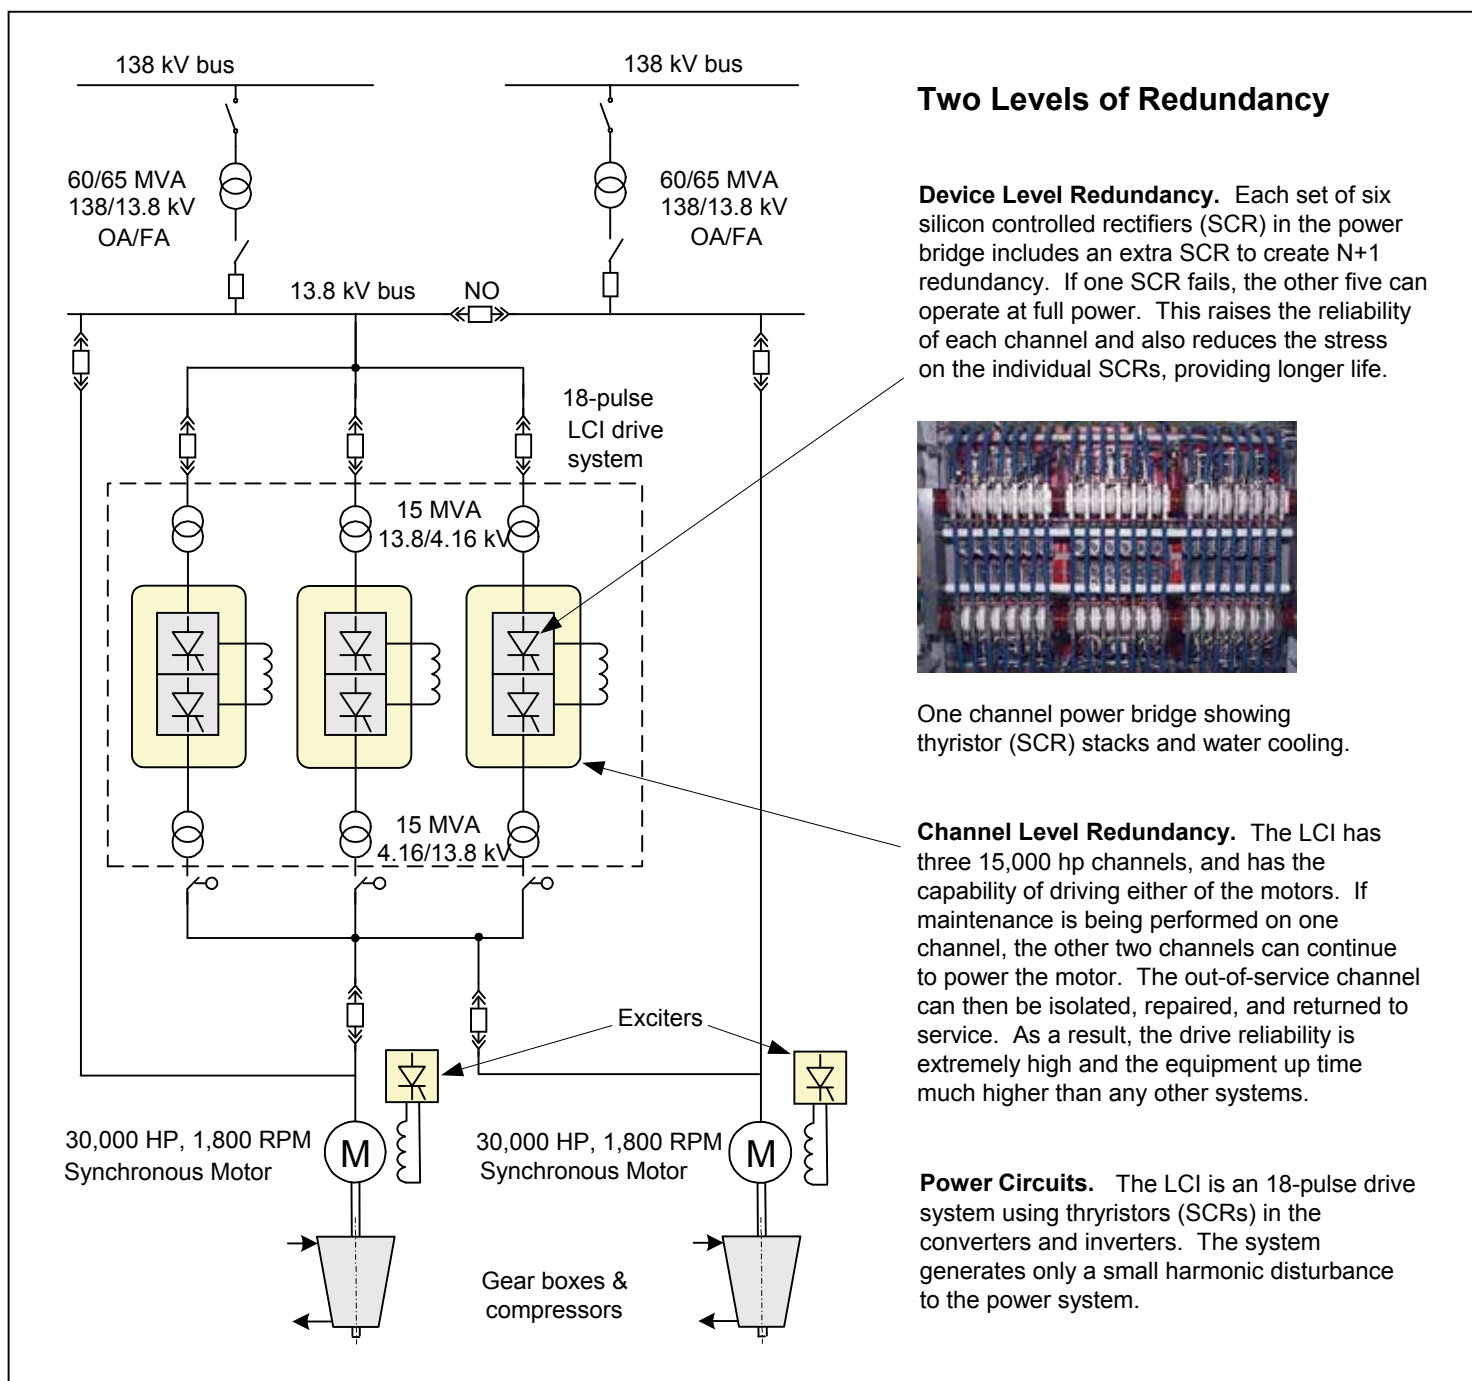 138 kV bus
138 kV bus
60/65 MVA
138/13.8 kV
OA/FA
60/65 MVA
138/13.8 kV
OA/FA
13.8 kV bus
NO
18-pulse
LCI drive
system
15 MVA
13.8/4.16 kV
15 MVA
4.16/13.8 kV
Exciters
30,000 HP, 1,800 RPM
Synchronous Motor
M
30,000 HP, 1,800 RPM
Synchronous Motor
M
Gear boxes &
compressors
Two Levels of Redundancy
Device Level Redundancy. Each set of six
silicon controlled rectifiers (SCR) in the power
bridge includes an extra SCR to create N+1
redundancy. If one SCR fails, the other five can
operate at full power. This raises the reliability
of each channel and also reduces the stress
on the individual SCRs, providing longer life.
One channel power bridge showing
thyristor (SCR) stacks and water cooling.
Channel Level Redundancy. The LCI has
three 15,000 hp channels, and has the
capability of driving either of the motors. If
maintenance is being performed on one
channel, the other two channels can continue
to power the motor. The out-of-service channel
can then be isolated, repaired, and returned to
service. As a result, the drive reliability is
extremely high and the equipment up time
much higher than any other systems.
Power Circuits. The LCI is an 18-pulse drive
system using thryristors (SCRs) in the
converters and inverters. The system
generates only a small harmonic disturbance
to the power system.